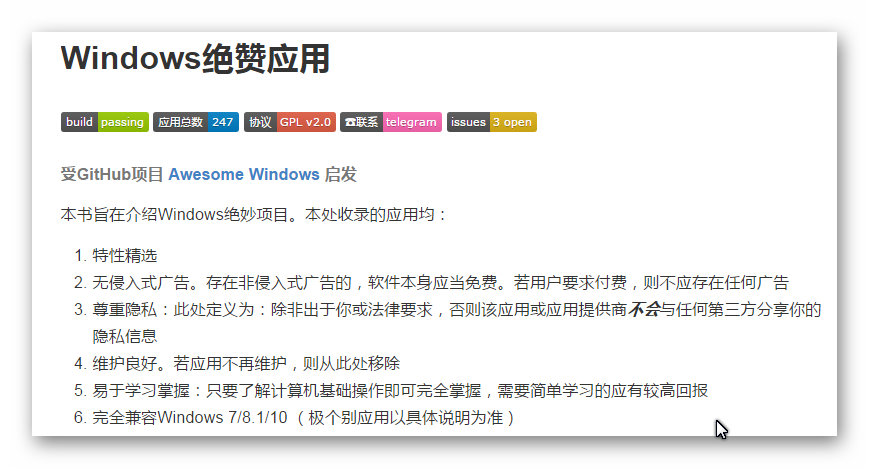 Windows绝赞应用
build passing 应用总数 247 协议 GPL v2.0 ☎联系 telegram issues 3 open
受GitHub项目 Awesome Windows 启发
本书旨在介绍Windows绝妙项目。本处收录的应用均：
1. 特性精选
2. 无侵入式广告。存在非侵入式广告的，软件本身应当免费。若用户要求付费，则不应存在任何广告
3. 尊重隐私：此处定义为：除非出于你或法律要求，否则该应用或应用提供商不会与任何第三方分享你的
隐私信息
4. 维护良好。若应用不再维护，则从此处移除
5. 易于学习掌握：只要了解计算机基础操作即可完全掌握，需要简单学习的应有较高回报
6. 完全兼容Windows 7/8.1/10 （极个别应用以具体说明为准）